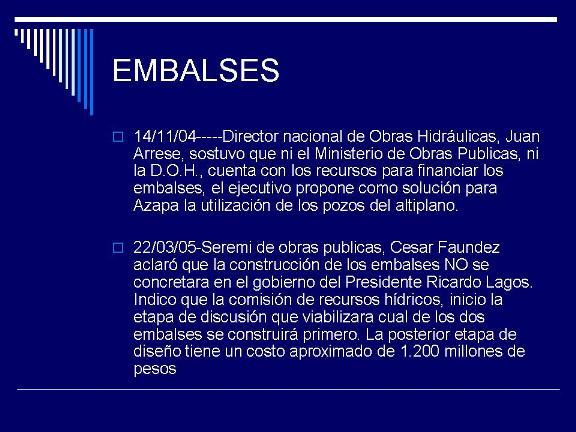 EMBALSES
14/11/04 -----Director nacional de Obras Hidráulicas, Juan
Arrese, sostuvo que ni el Ministerio de Obras Publicas, ni
la D.O.H. , cuenta con los recursos para financiar los
embalses, el ejecutivo propone como solución para
Azapa la utilización de los pozos del altiplano.
22/03/05 -Seremi de obras publicas, Cesar Faundez
aclaró que la construcción de los embalses NO se
concretara en el gobierno del Presidente Ricardo Lagos.
Indico que la comisión de recursos hídricos, inicio la
etapa de discusión que viabilizara cual de los dos
embalses se construirá primero. La posterior etapa de
diseño tiene un costo aproximado de 1.200 millones de
pesos